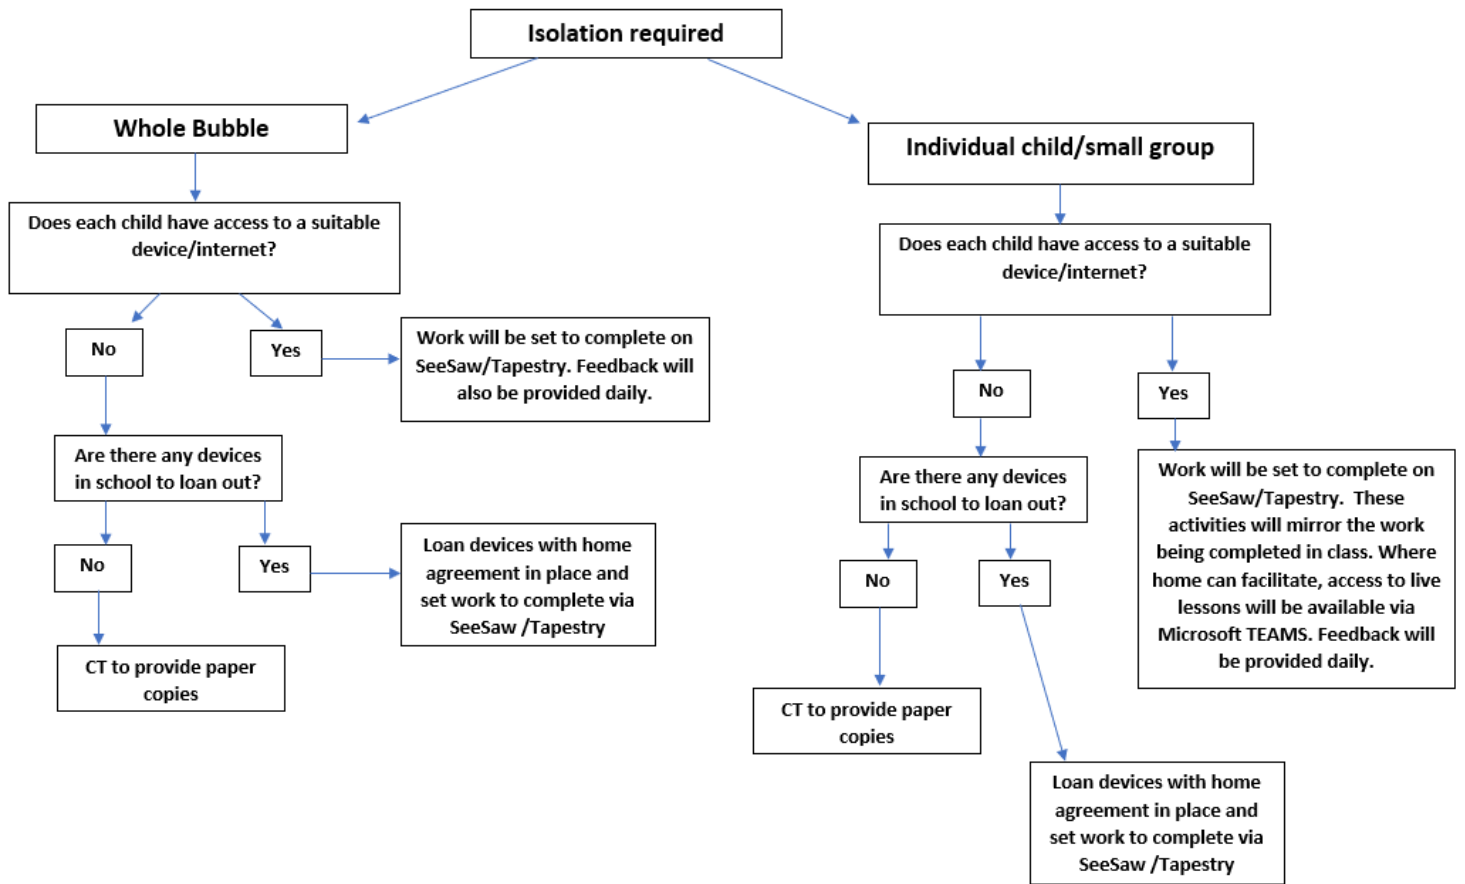 Isolation required
Whole Bubble
Does each child have access to a suitable
device/internet?
No
Yes
Work will be set to complete on
SeeSaw/Tapestry. Feedback will
also be provided daily.
Are there any devices
in school to loan out?
No
Yes
Loan devices with home
agreement in place and
set work to complete via
SeeSaw /Tapestry
CT to provide paper
copies
Individual child/small group
Does each child have access to a suitable
device/internet?
No
Yes
Work will be set to complete on
SeeSaw/Tapestry.  These
activities will mirror the work
being completed in class. Where
home can facilitate, access to live
lessons will be available via
Microsoft TEAMS. Feedback will
be provided daily.
Are there any devices
in school to loan out?
No
Yes
CT to provide paper
copies
Loan devices with home
agreement in place and
set work to complete via
SeeSaw /Tapestry